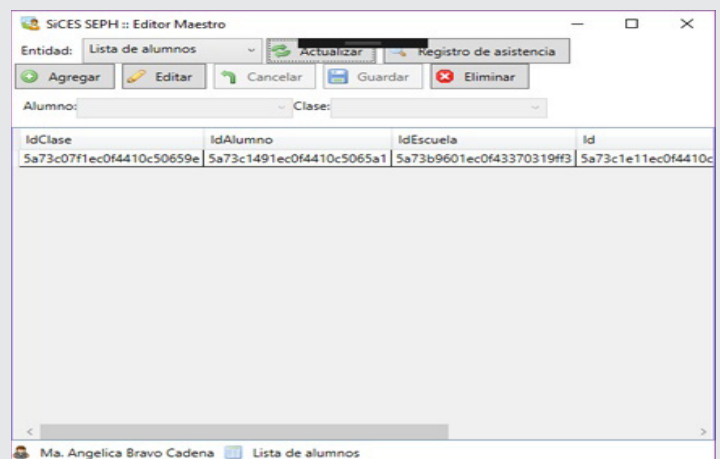 SiCES SEPH :: Editor Maestro
Entidad: Lista de alumnos Actualizar Registro de asistencia
Agregar Editar Cancelar Guardar Eliminar
Alumno: Clase:
IdClase IdAlumno IdEscuela Id
5a73c07f1ec0f4410c50659e 5a73c1491ec0f4410c5065a1 5a73b9601ec0f43370319ff3 5a73c1e11ec0f4410c
Ma. Angelica Bravo Cadena Lista de alumnos